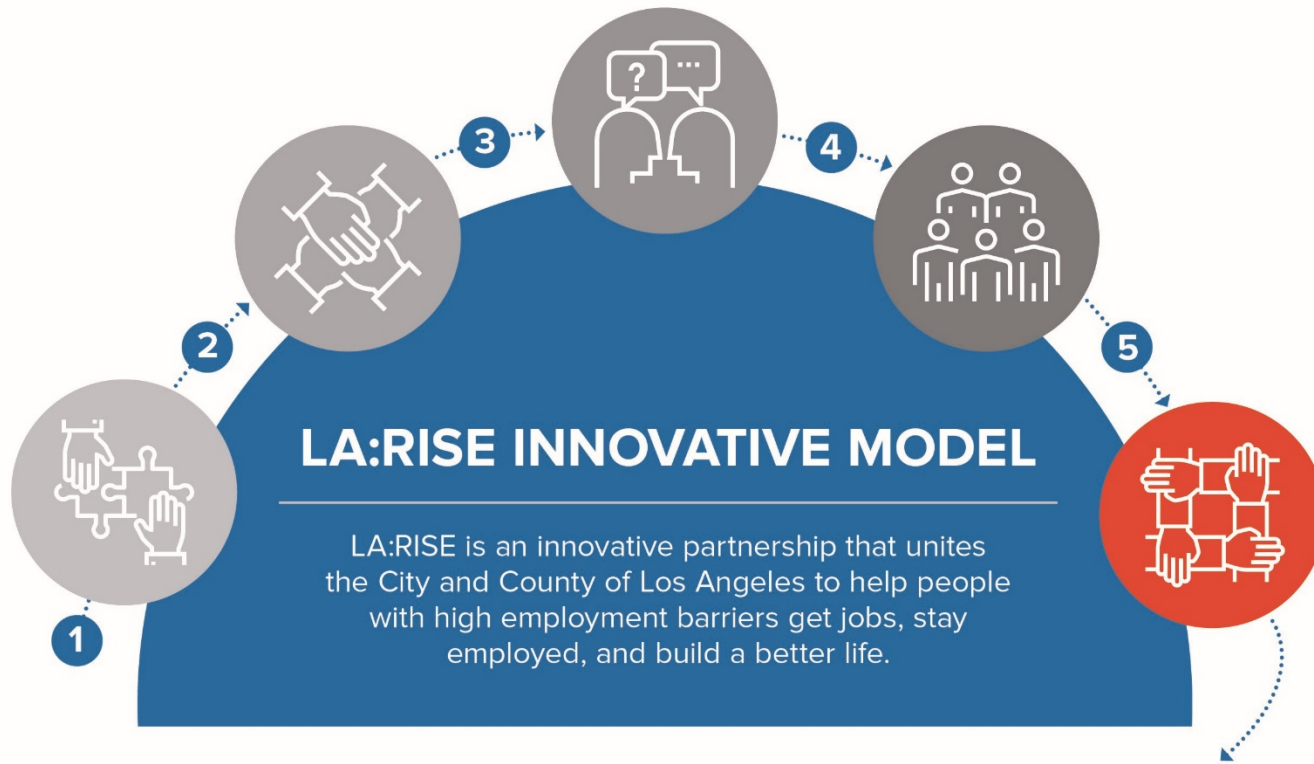 1
2
3
?
...
4
5
LA:RISE INNOVATIVE MODEL
LA:RISE is an innovative partnership that unites
the City and County of Los Angeles to help people
with high employment barriers get jobs, stay
employed, and build a better life.